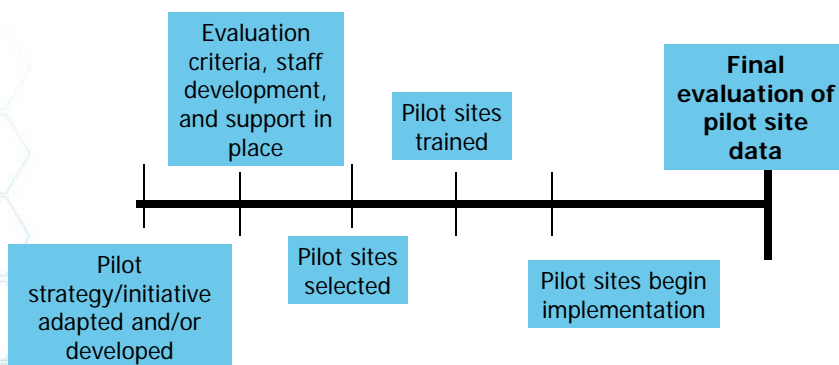 Evaluation
criteria, staff
development,
and support in
place
Pilot sites
trained
Final
evaluation of
pilot site
data
Pilot
strategy/initiative
adapted and/or
developed
Pilot sites
selected
Pilot sites begin
implementation